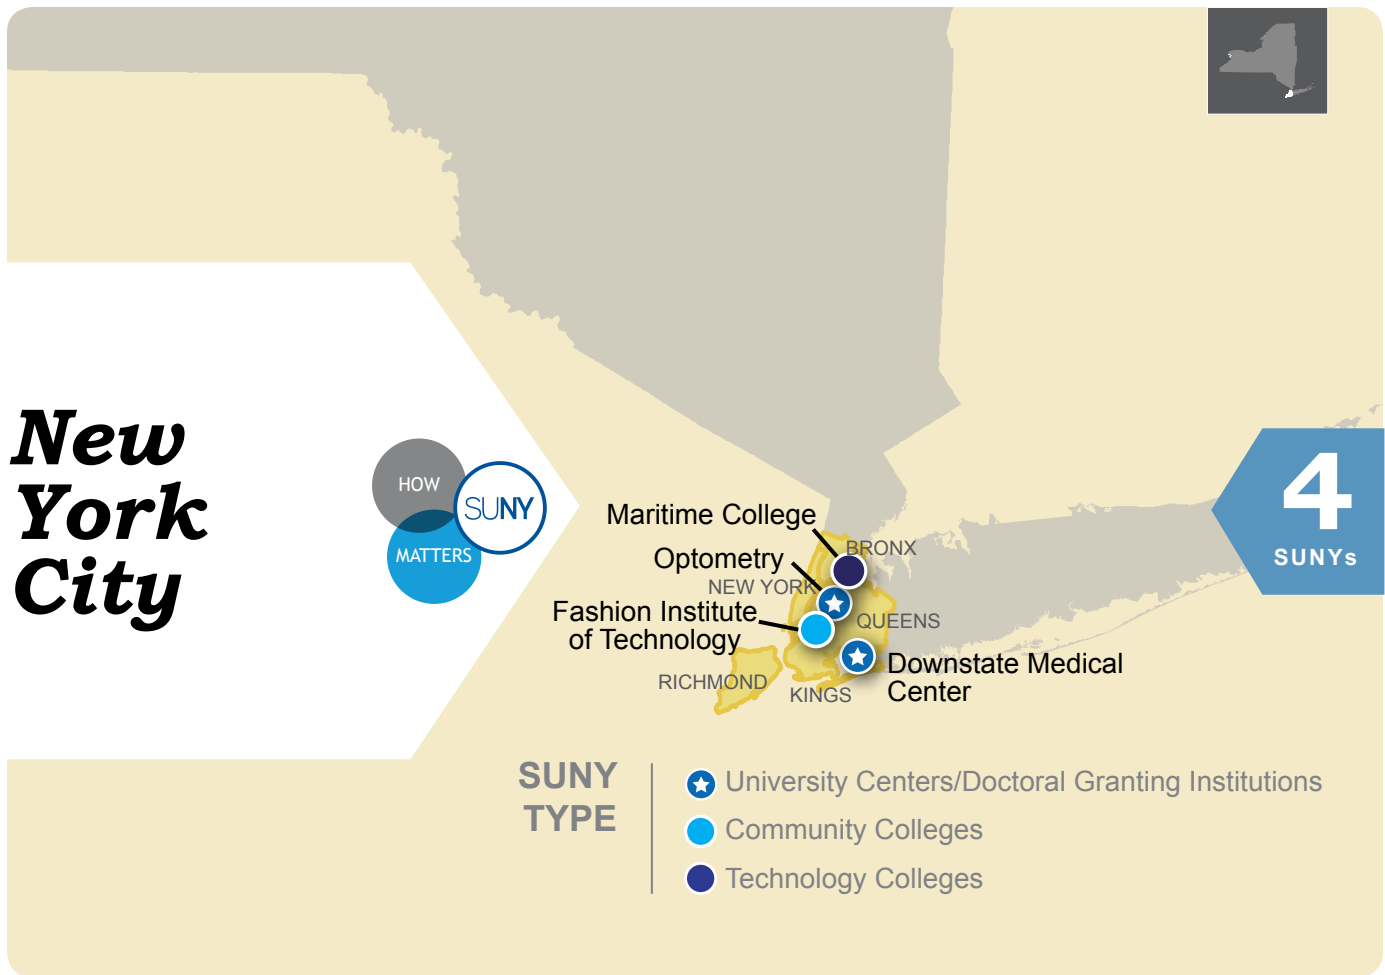 New
York
City
HOW
MATTERS
SUNY
Maritime College
BRONX
Optometry
NEW YORK
Fashion Institute
of Technology
QUEENS
Downstate Medical
Center
RICHMOND
KINGS
4
SUNYs
SUNY
TYPE
University Centers/Doctoral Granting Institutions
Community Colleges
Technology Colleges